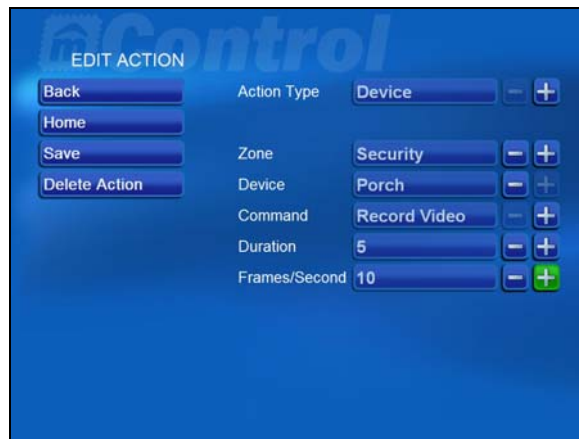 mControl
EDIT ACTION
Back
Home
Save
Delete Action
Action Type Device - +
Zone Security - +
Device Porch - +
Command Record Video - +
Duration 5 - +
Frames/Second 10 - +